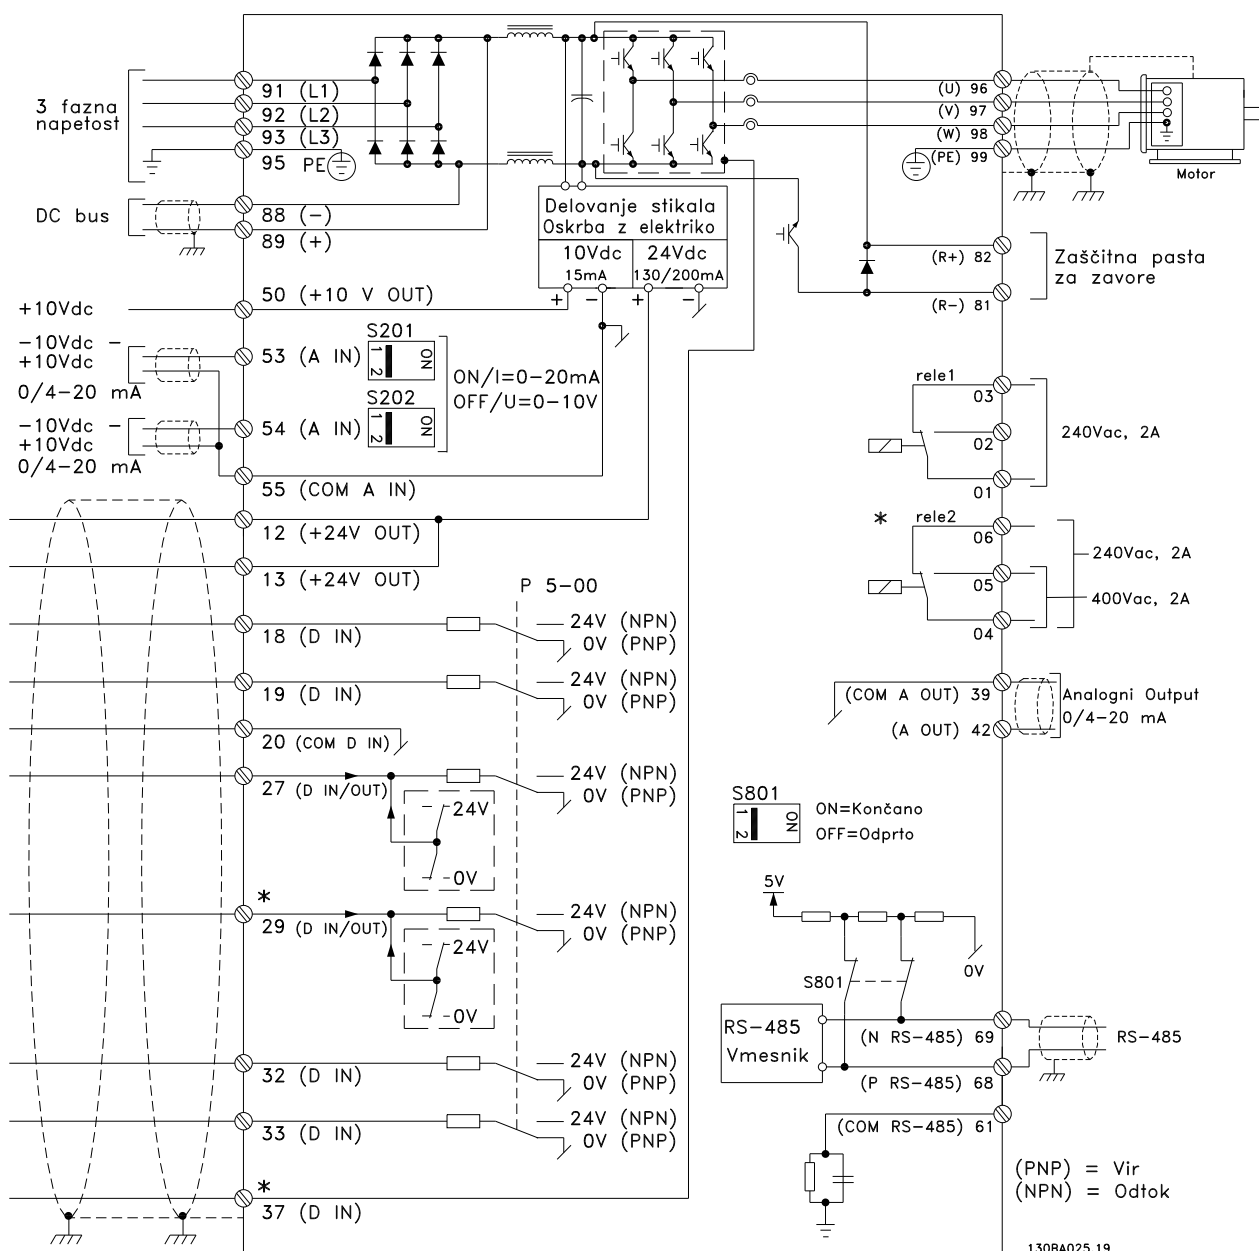 3 fazna
napetost
91 (L1)
92 (L2)
93 (L3)
95 PE
DC bus
88 (−)
89 (+)
Delovanje stikala
Oskrba z elektriko
10Vdc
15mA
24Vdc
130/200mA
+ − + −
(U) 96
(V) 97
(W) 98
(PE) 99
Motor
(R+) 82
(R−) 81
Zaščitna pasta
za zavore
+10Vdc
50 (+10 V OUT)
−10Vdc −
+10Vdc
0/4−20 mA
53 (A IN)
S201
1 2 ON
−10Vdc −
+10Vdc
0/4−20 mA
54 (A IN)
S202
1 2 ON
ON/I=0−20mA
OFF/U=0−10V
55 (COM A IN)
12 (+24V OUT)
13 (+24V OUT)
P 5−00
18 (D IN)
24V (NPN)
0V (PNP)
19 (D IN)
24V (NPN)
0V (PNP)
20 (COM D IN)
27 (D IN/OUT)
24V (NPN)
0V (PNP)
24V
0V
*
29 (D IN/OUT)
24V (NPN)
0V (PNP)
24V
0V
32 (D IN)
24V (NPN)
0V (PNP)
33 (D IN)
24V (NPN)
0V (PNP)
*
37 (D IN)
rele1
03
02
01
240Vac, 2A
*
rele2
06
05
04
240Vac, 2A
400Vac, 2A
(COM A OUT) 39
(A OUT) 42
Analogni Output
0/4−20 mA
S801
1 2 ON
ON=Končano
OFF=Odprto
5V
0V
S801
RS−485
Vmesnik
(N RS−485) 69
(P RS−485) 68
RS−485
(COM RS−485) 61
(PNP) = Vir
(NPN) = Odtok
130BA025.19